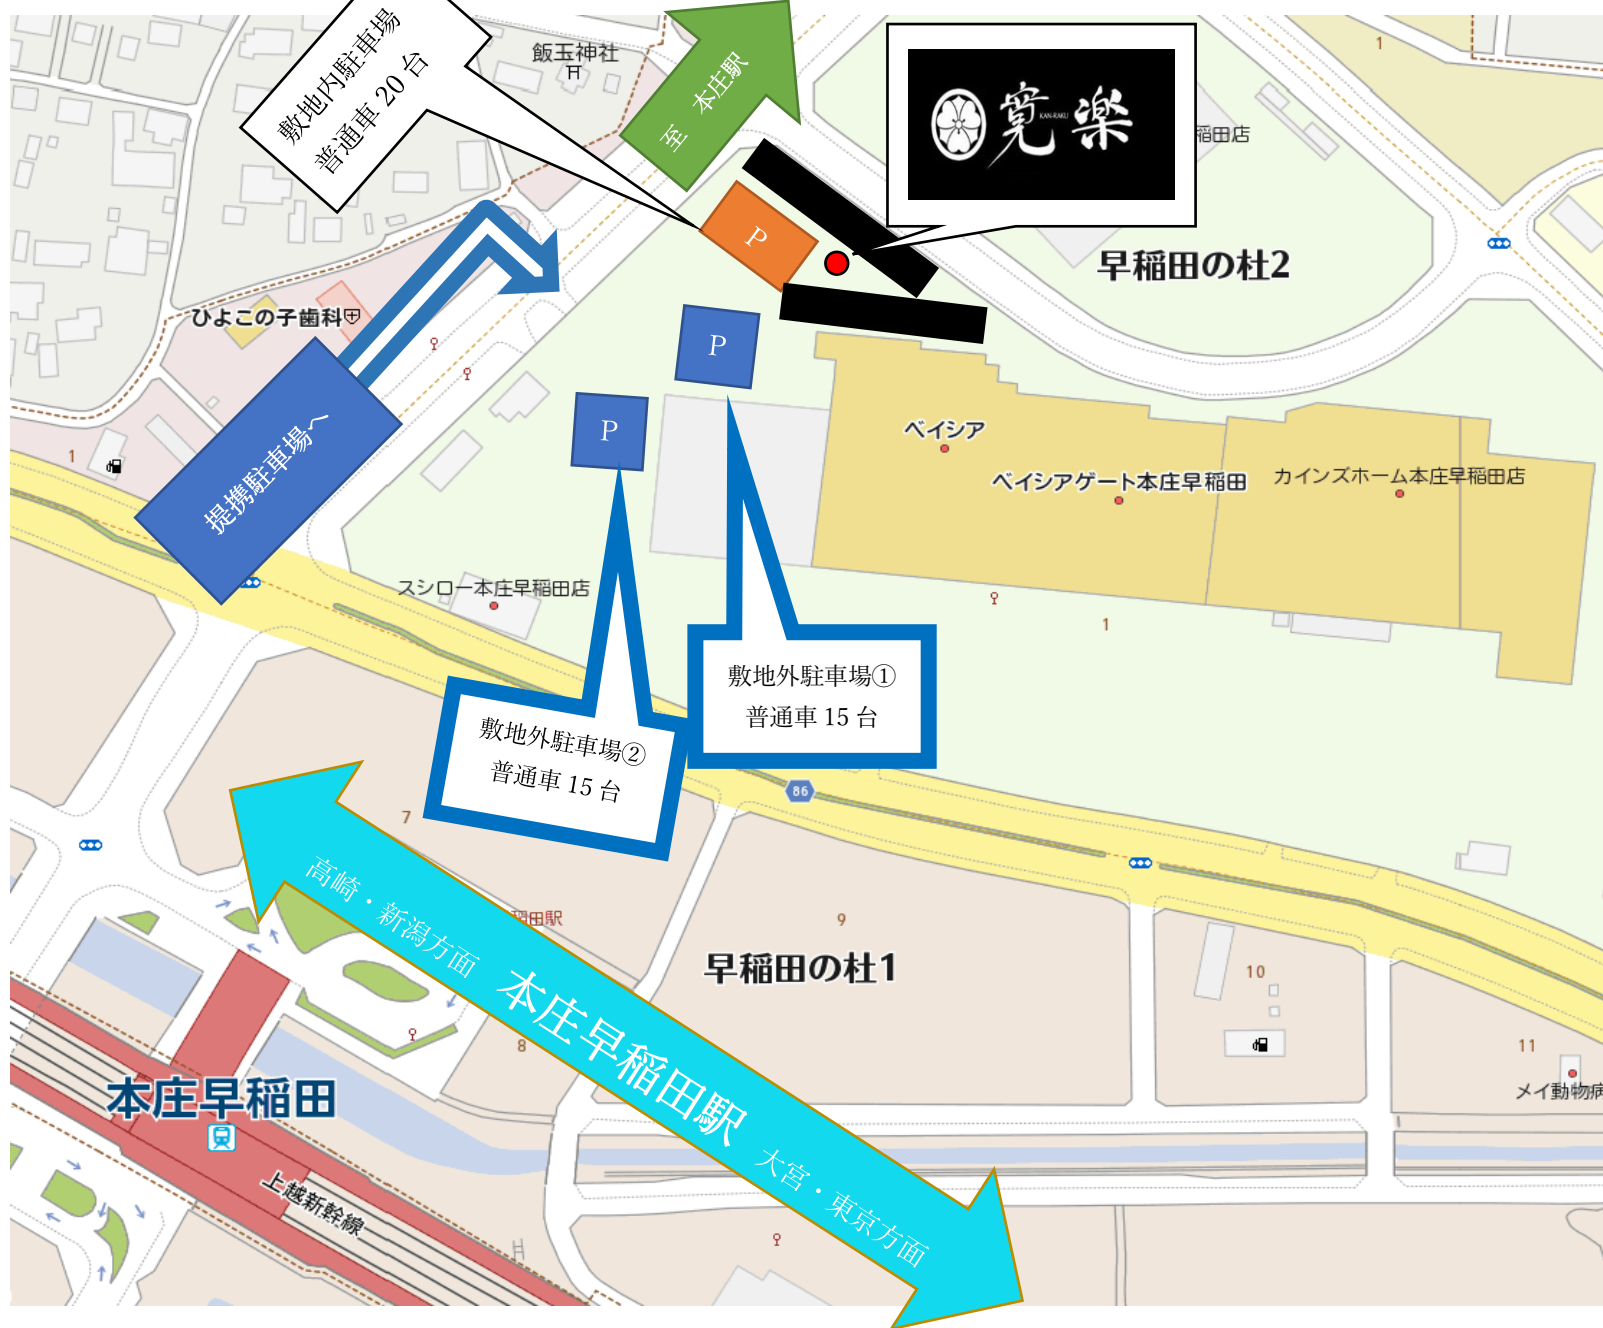 敷地内駐車場
普通車 20 台
飯玉神社
至 本庄駅
寛楽
KAN-RAKU
稲田店
1
早稲田の杜2
P
ひよこの子歯科
P
P
ベイシア
ベイシアゲート本庄早稲田
カインズホーム本庄早稲田店
1
提携駐車場へ
スシロー本庄早稲田店
1
敷地外駐車場①
普通車 15 台
敷地外駐車場②
普通車 15 台
86
7
高崎・新潟方面 本庄早稲田駅 大宮・東京方面
稲田駅
9
早稲田の杜1
10
8
11
本庄早稲田
メイ動物病
上越新幹線